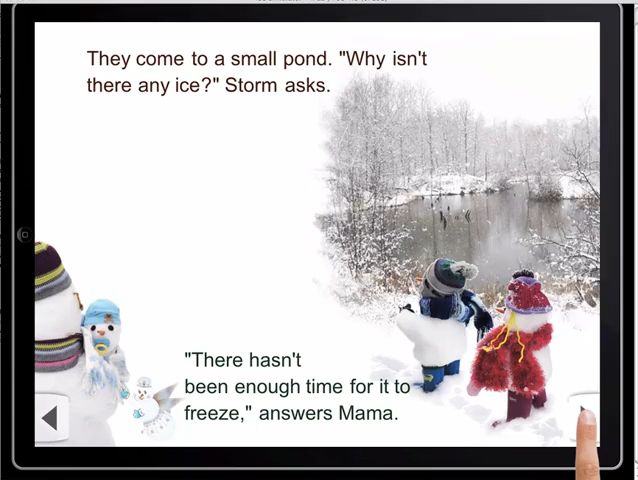 They come to a small pond. "Why isn't
there any ice?" Storm asks.
"There hasn't
been enough time for it to
freeze," answers Mama.